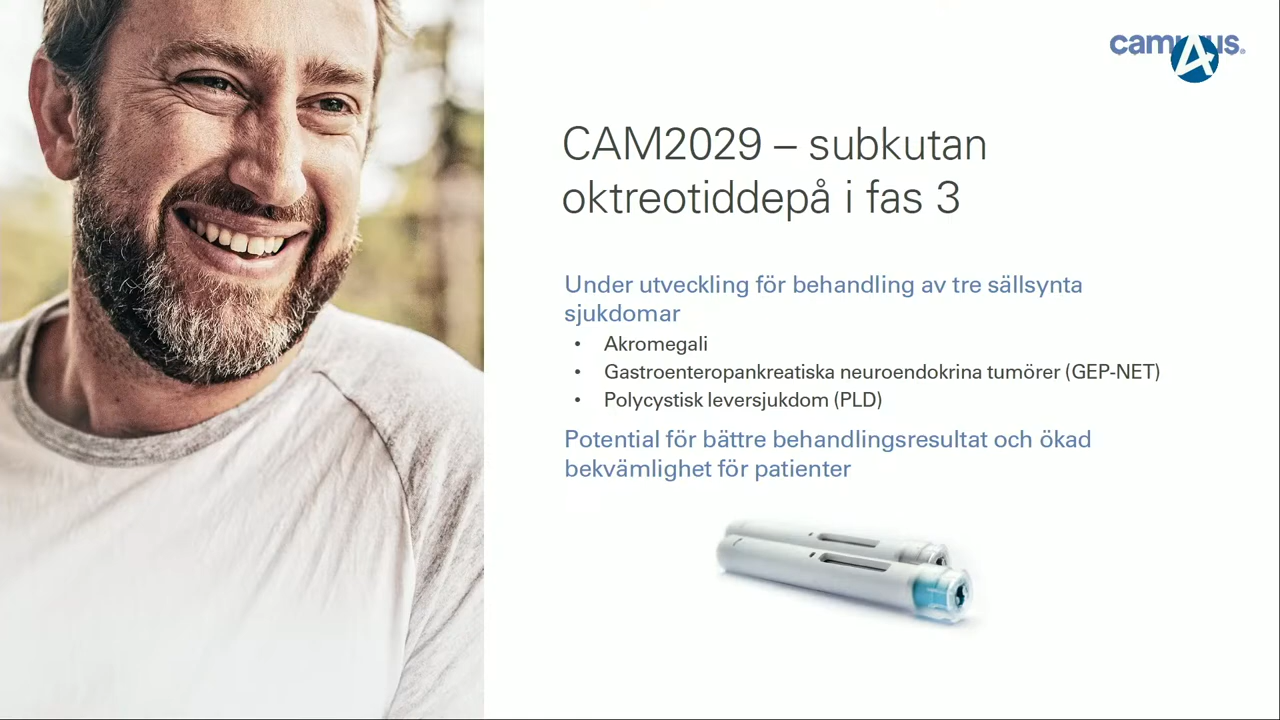 CAM2029 – subkutan
oktreotiddepå i fas 3
Under utveckling för behandling av tre sällsynta
sjukdomar
• Akromegali
• Gastroenteropankreatiska neuroendokrina tumörer (GEP-NET)
• Polycystisk leversjukdom (PLD)
Potential för bättre behandlingsresultat och ökad
bekvämlighet för patienter